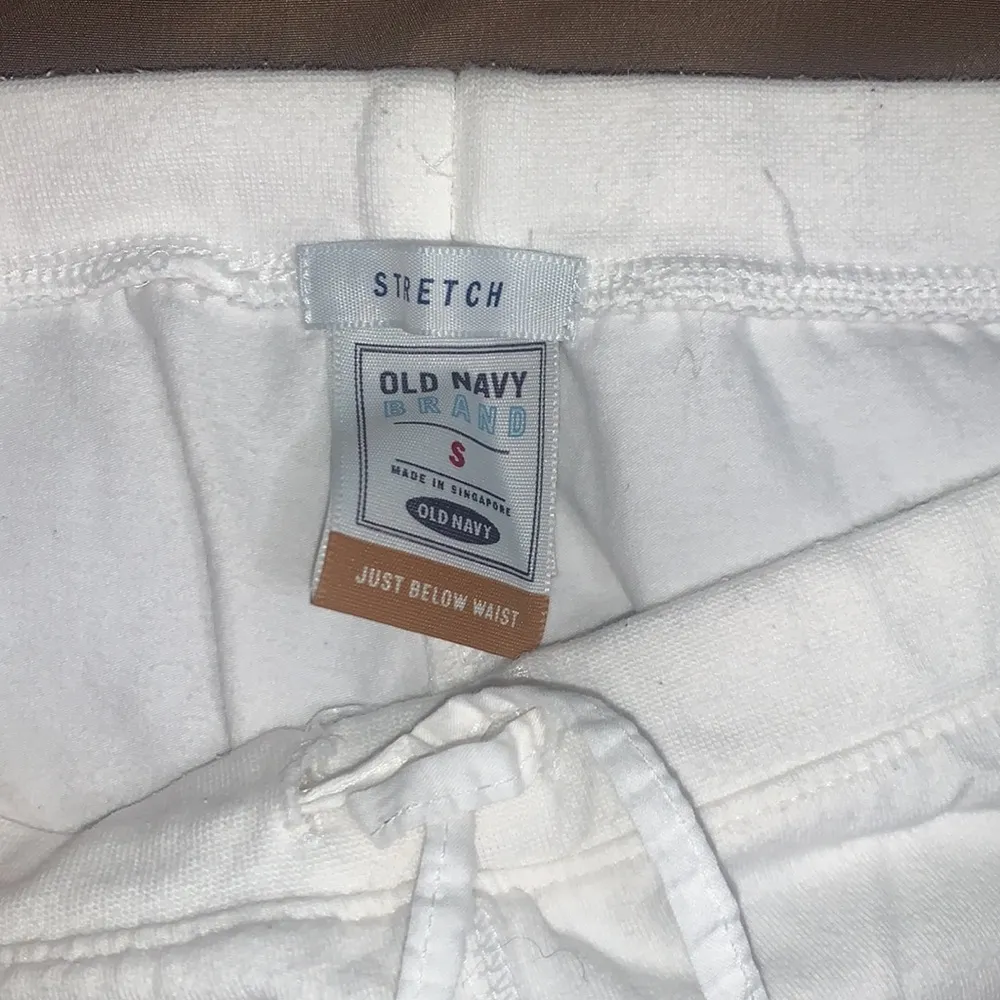 STRETCH
OLD NAVY
BRAND
S
MADE IN SINGAPORE
OLD NAVY
JUST BELOW WAIST